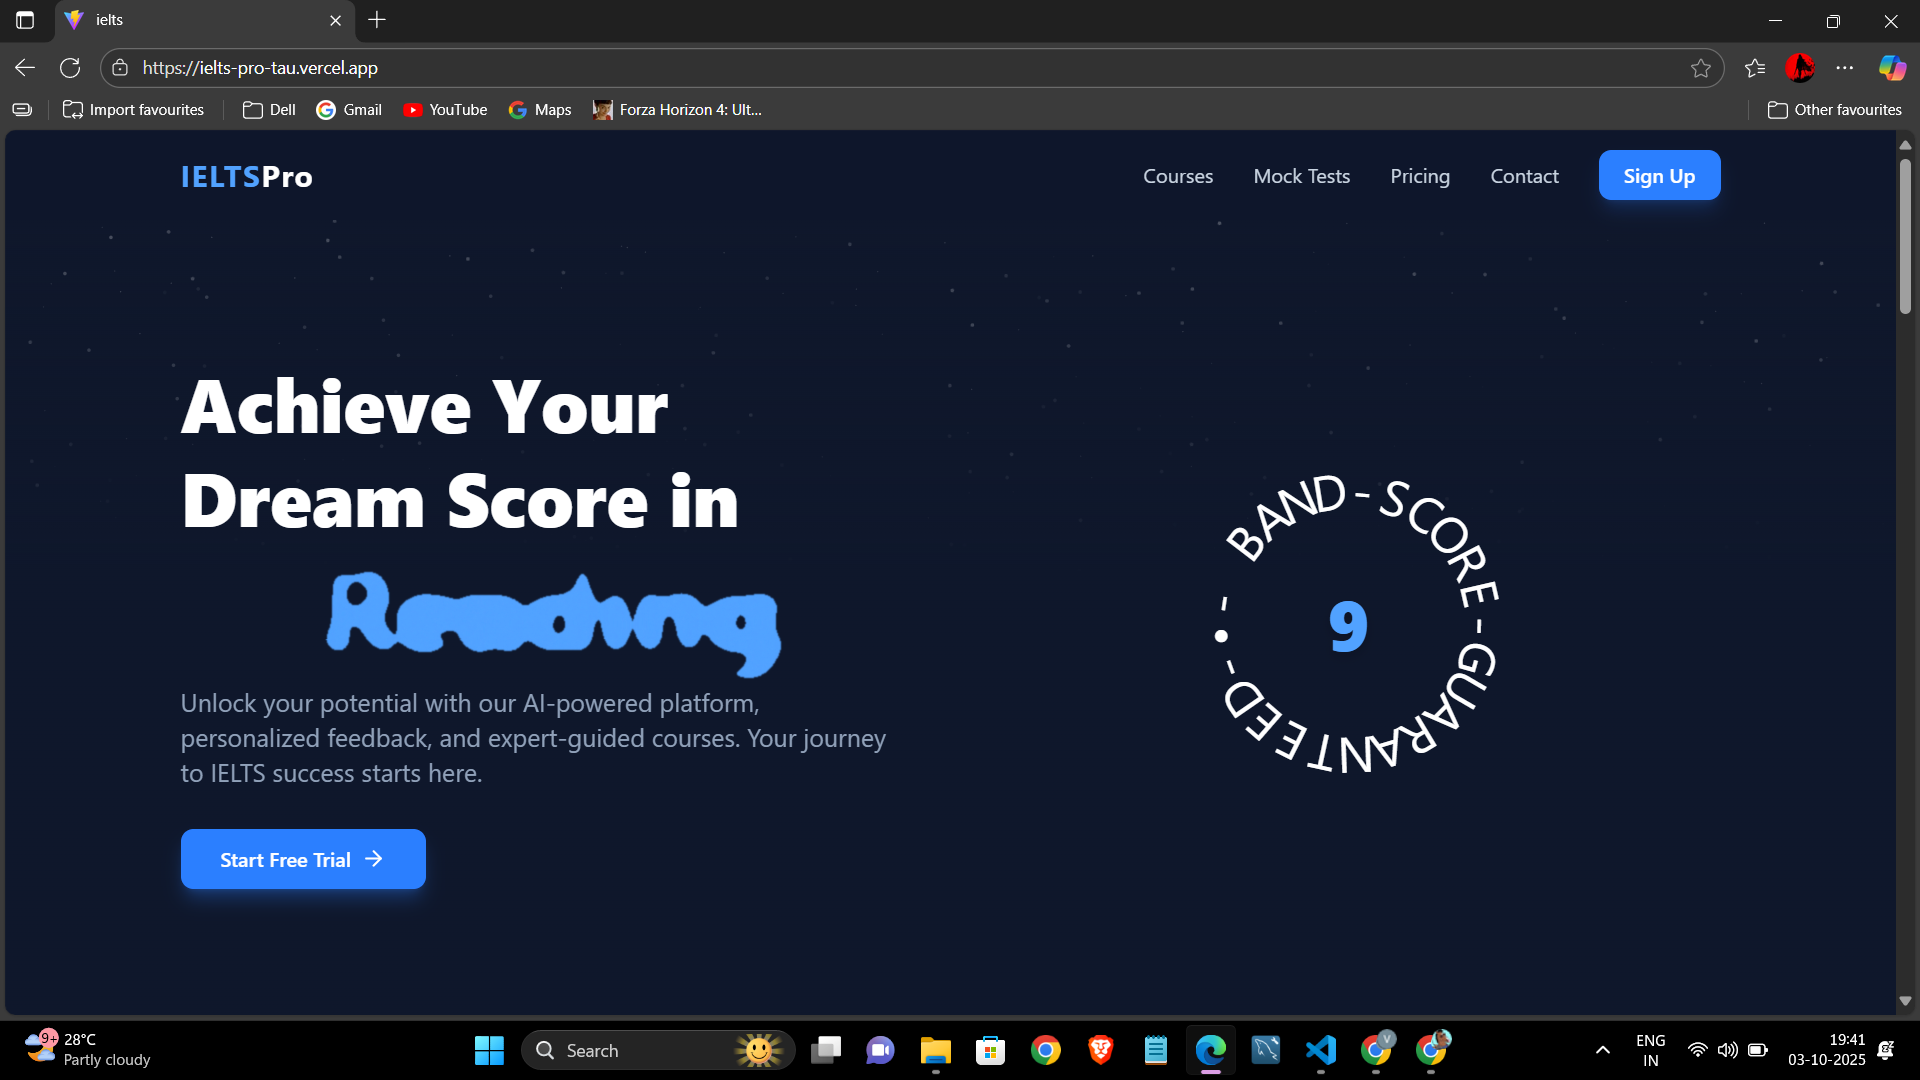 ielts
https://ielts-pro-tau.vercel.app
Import favourites
Dell
Gmail
YouTube
Maps
Forza Horizon 4: Ult...
Other favourites
IELTSPro
Courses
Mock Tests
Pricing
Contact
Sign Up
Achieve Your
Dream Score in
Reading
Unlock your potential with our AI-powered platform,
personalized feedback, and expert-guided courses. Your journey
to IELTS success starts here.
Start Free Trial →
BAND-SCORE-GUARANTEED-•-
9
9+
28°C
Partly cloudy
Search
V
ENG
IN
19:41
03-10-2025